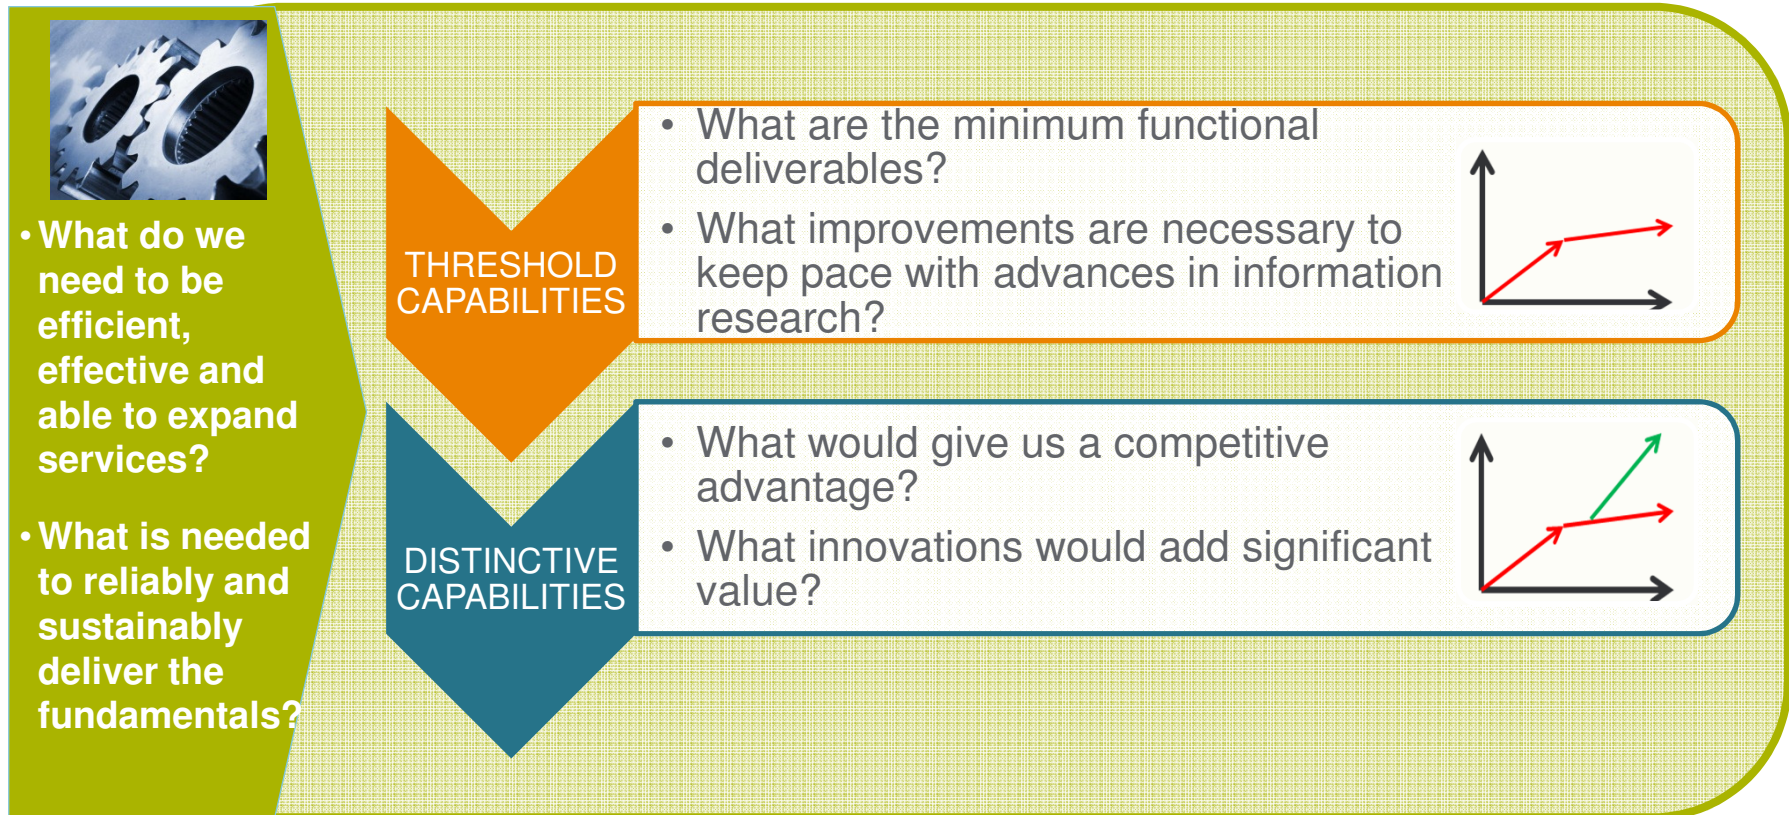 • What do we
need to be
efficient,
effective and
able to expand
services?
• What is needed
to reliably and
sustainably
deliver the
fundamentals?
THRESHOLD
CAPABILITIES
• What are the minimum functional
deliverables?
• What improvements are necessary to
keep pace with advances in information
research?
DISTINCTIVE
CAPABILITIES
• What would give us a competitive
advantage?
• What innovations would add significant
value?